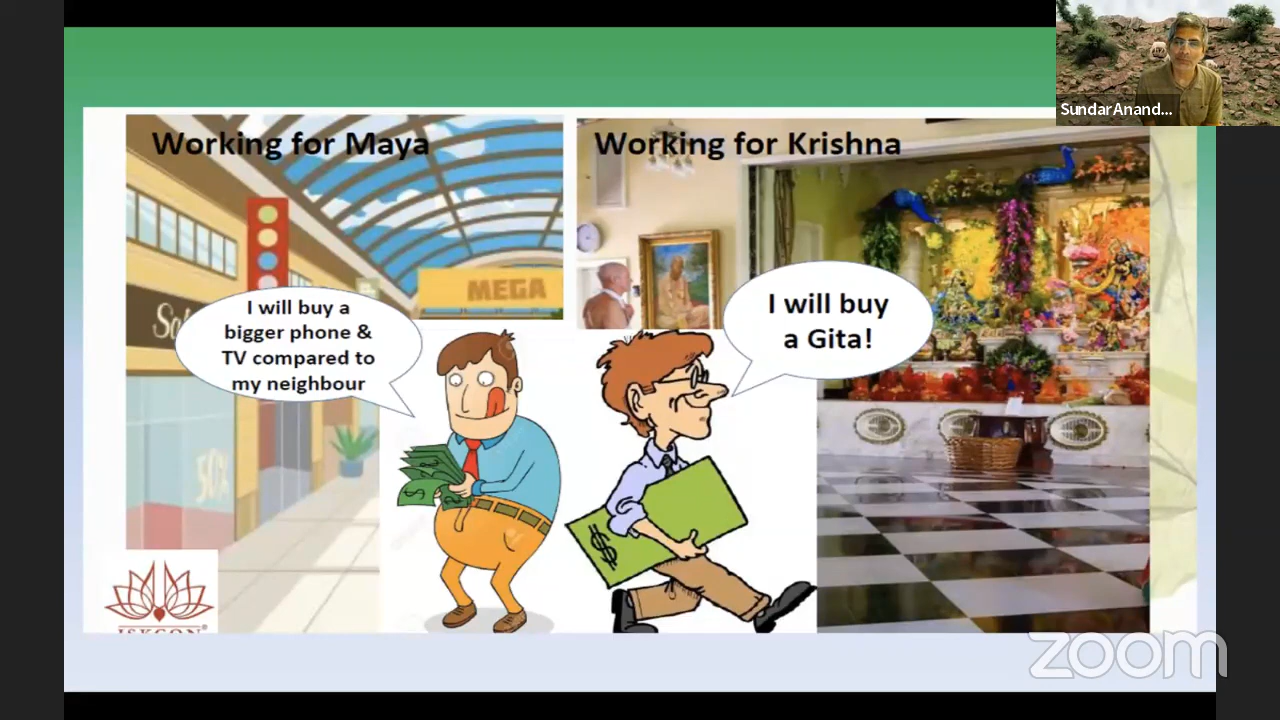 SundarAnand...
Working for Maya
Working for Krishna
MEGA
I will buy a
bigger phone &
TV compared to
my neighbour
I will buy
a Gita!
$
ISKCON®
zoom